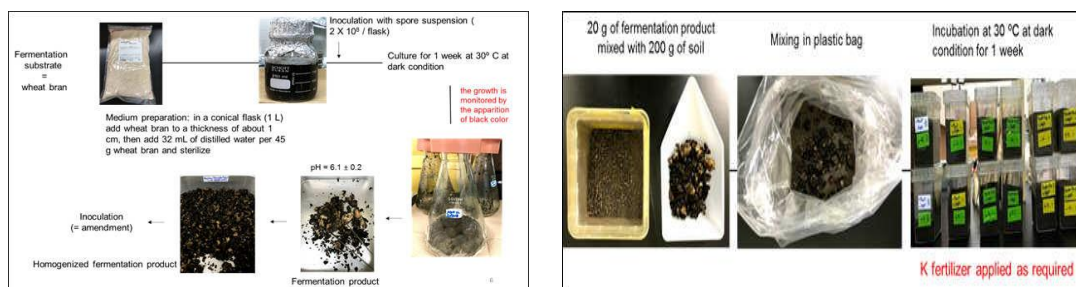 Fermentation
substrate
=
wheat bran
Inoculation with spore suspension (
2 X 10⁸ / flask)
Culture for 1 week at 30º C at
dark condition
the growth is
monitored by
the apparition
of black color
Medium preparation: in a conical flask (1 L)
add wheat bran to a thickness of about 1
cm, then add 32 mL of distilled water per 45
g wheat bran and sterilize
pH = 6.1 ± 0.2
Inoculation
(= amendment)
Homogenized fermentation product
Fermentation product
6
20 g of fermentation product
mixed with 200 g of soil
Mixing in plastic bag
Incubation at 30 ºC at dark
condition for 1 week
K fertilizer applied as required